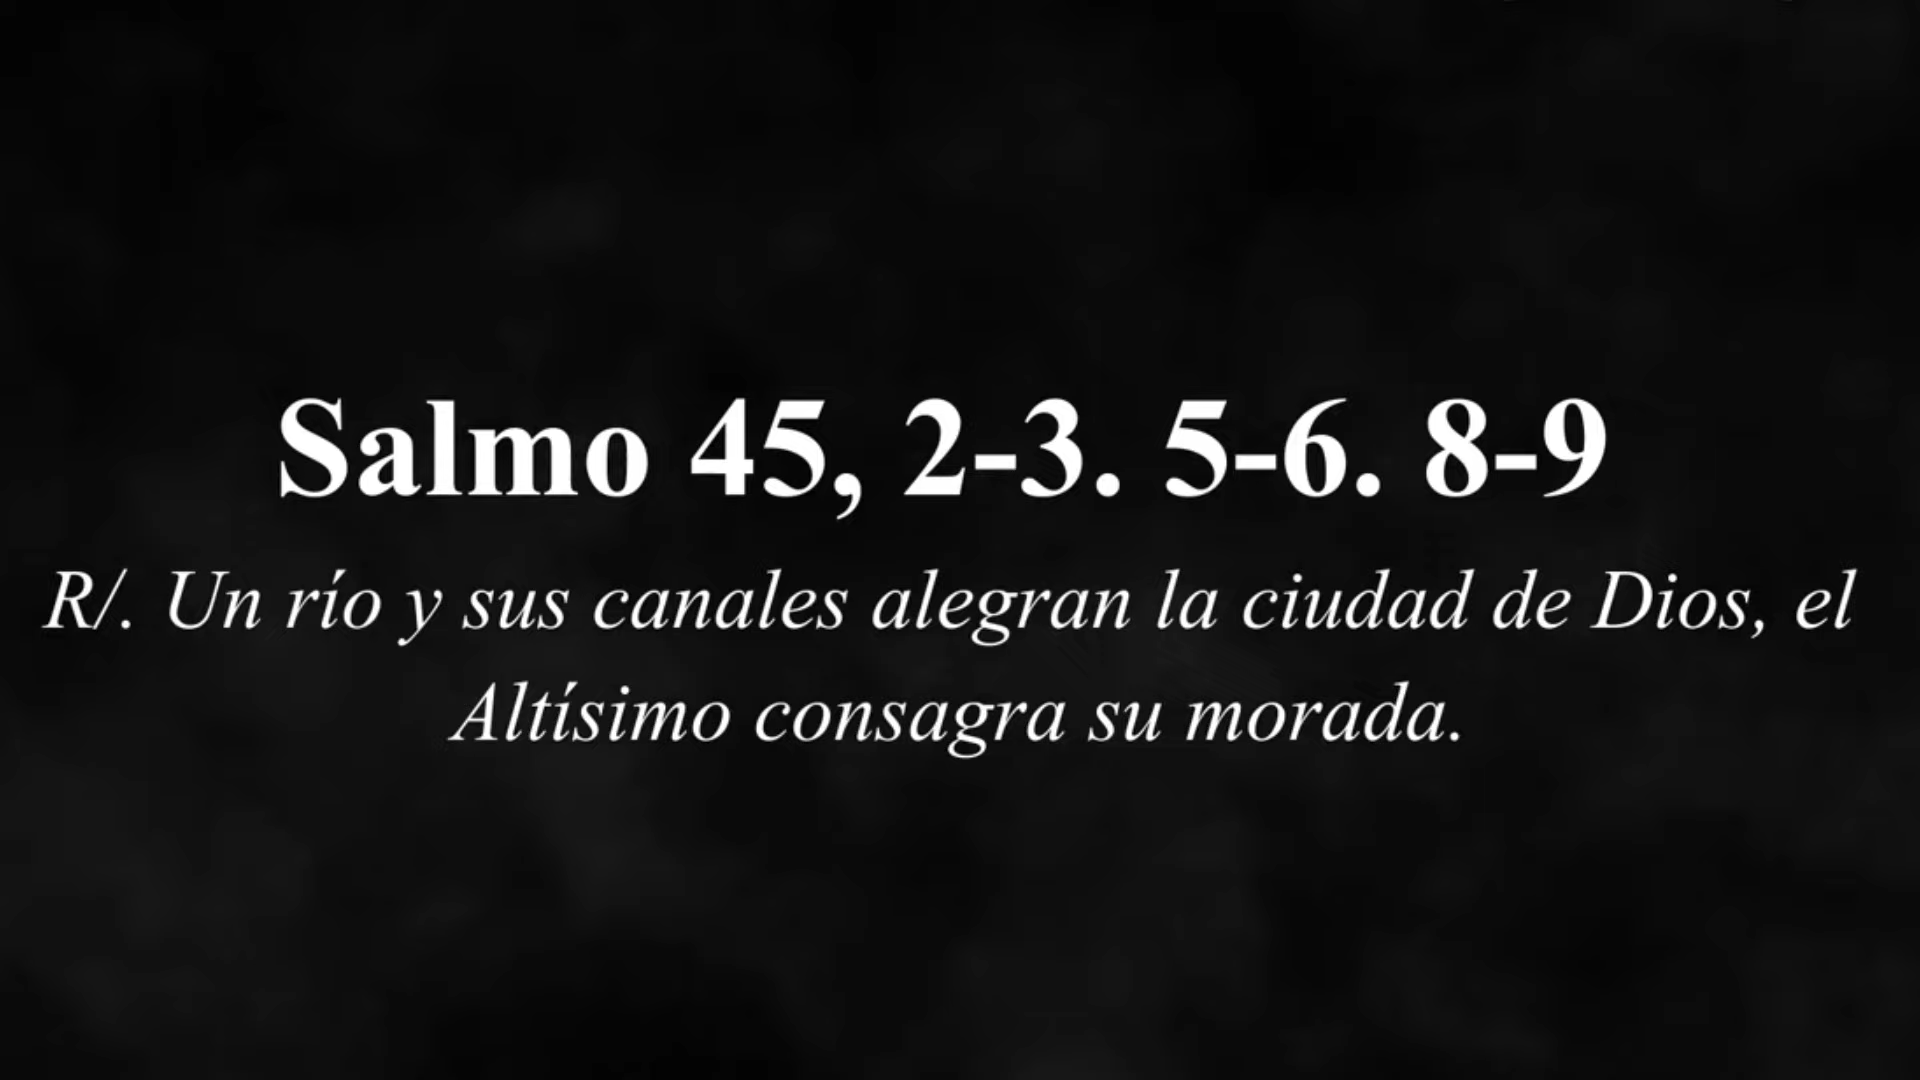 Salmo 45, 2-3. 5-6. 8-9
R/. Un río y sus canales alegran la ciudad de Dios, el
Altísimo consagra su morada.